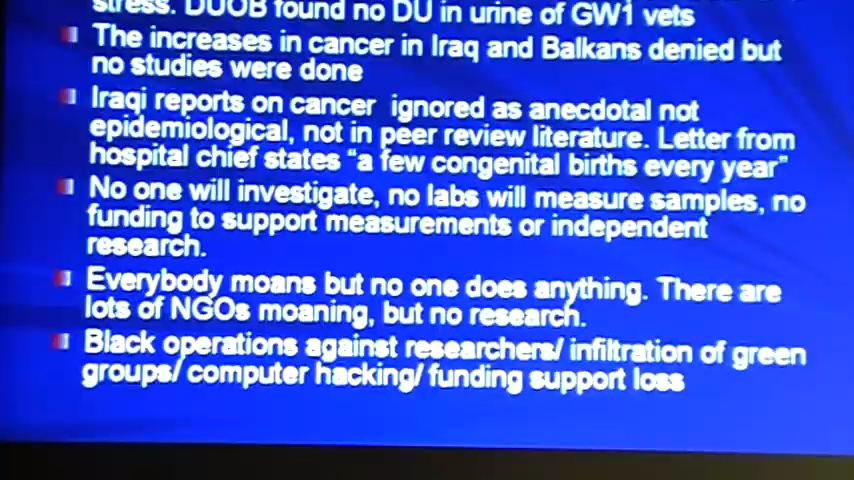 stress. DUOB found no DU in urine of GW1 vets
The increases in cancer in Iraq and Balkans denied but
no studies were done
Iraqi reports on cancer ignored as anecdotal not
epidemiological, not in peer review literature. Letter from
hospital chief states “a few congenital births every year”
No one will investigate, no labs will measure samples, no
funding to support measurements or independent
research.
Everybody moans but no one does anything. There are
lots of NGOs moaning, but no research.
Black operations against researchers/ infiltration of green
groups/ computer hacking/ funding support loss